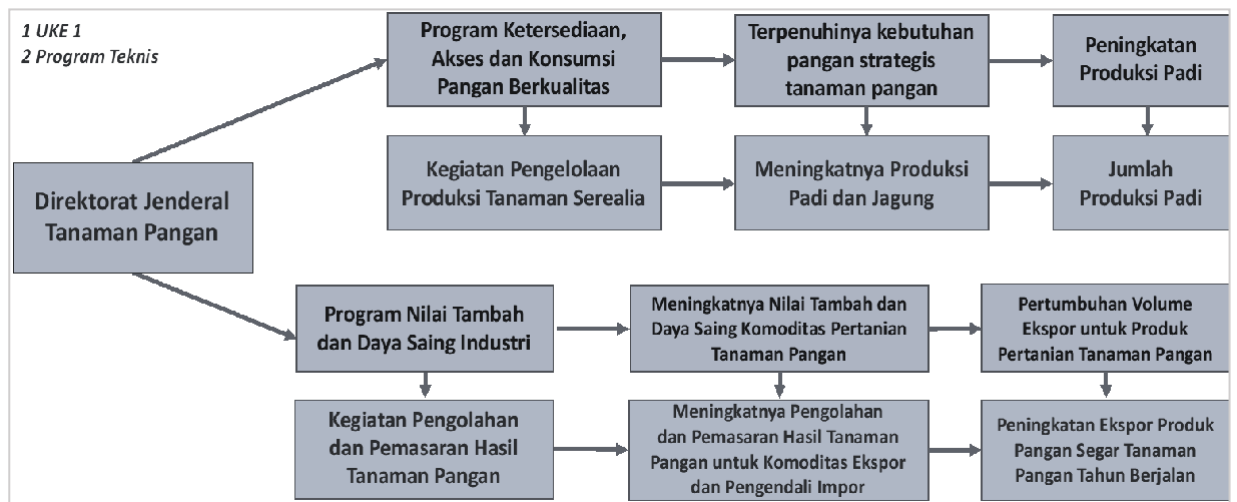 1 UKE 1
2 Program Teknis
Program Ketersediaan,
Akses dan Konsumsi
Pangan Berkualitas
Terpenuhinya kebutuhan
pangan strategis
tanaman pangan
Peningkatan
Produksi Padi
Direktorat Jenderal
Tanaman Pangan
Kegiatan Pengelolaan
Produksi Tanaman Serealia
Meningkatnya Produksi
Padi dan Jagung
Jumlah
Produksi Padi
Program Nilai Tambah
dan Daya Saing Industri
Meningkatnya Nilai Tambah dan
Daya Saing Komoditas Pertanian
Tanaman Pangan
Pertumbuhan Volume
Ekspor untuk Produk
Pertanian Tanaman Pangan
Kegiatan Pengolahan
dan Pemasaran Hasil
Tanaman Pangan
Meningkatnya Pengolahan
dan Pemasaran Hasil Tanaman
Pangan untuk Komoditas Ekspor
dan Pengendali Impor
Peningkatan Ekspor Produk
Pangan Segar Tanaman
Pangan Tahun Berjalan